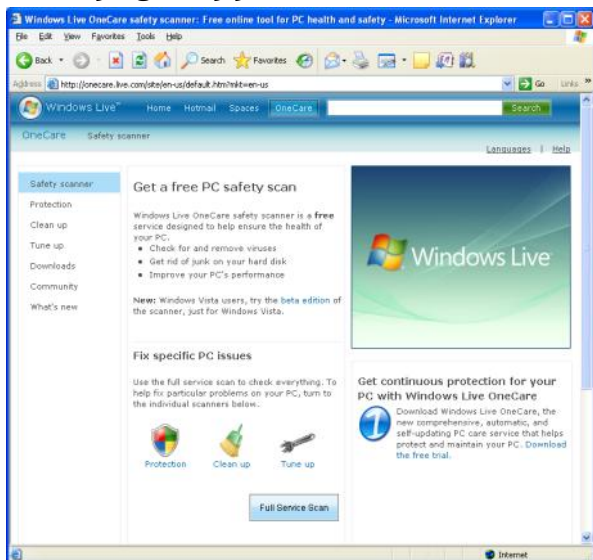 Windows Live OneCare safety scanner: Free online tool for PC health and safety - Microsoft Internet Explorer
File Edit View Favorites Tools Help
Back Search Favorites
Address http://onecare.live.com/site/en-us/default.htm?mkt=en-us Go Links
Windows Live™ Home Hotmail Spaces OneCare Search
OneCare Safety scanner
Languages | Help
Safety scanner
Protection
Clean up
Tune up
Downloads
Community
What's new
Get a free PC safety scan
Windows Live OneCare safety scanner is a free
service designed to help ensure the health of
your PC.
• Check for and remove viruses
• Get rid of junk on your hard disk
• Improve your PC's performance
New: Windows Vista users, try the beta edition of
the scanner, just for Windows Vista.
Windows Live
Fix specific PC issues
Use the full service scan to check everything. To
help fix particular problems on your PC, turn to
the individual scanners below.
Protection Clean up Tune up
Full Service Scan
Get continuous protection for your
PC with Windows Live OneCare
Download Windows Live OneCare, the
new comprehensive, automatic, and
self-updating PC care service that helps
protect and maintain your PC. Download
the free trial.
Internet